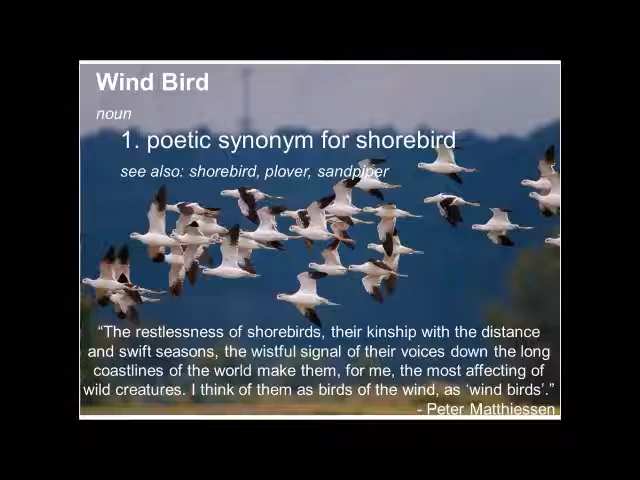 Wind Bird
noun
1. poetic synonym for shorebird
see also: shorebird, plover, sandpiper
“The restlessness of shorebirds, their kinship with the distance
and swift seasons, the wistful signal of their voices down the long
coastlines of the world make them, for me, the most affecting of
wild creatures. I think of them as birds of the wind, as ‘wind birds’.”
- Peter Matthiessen